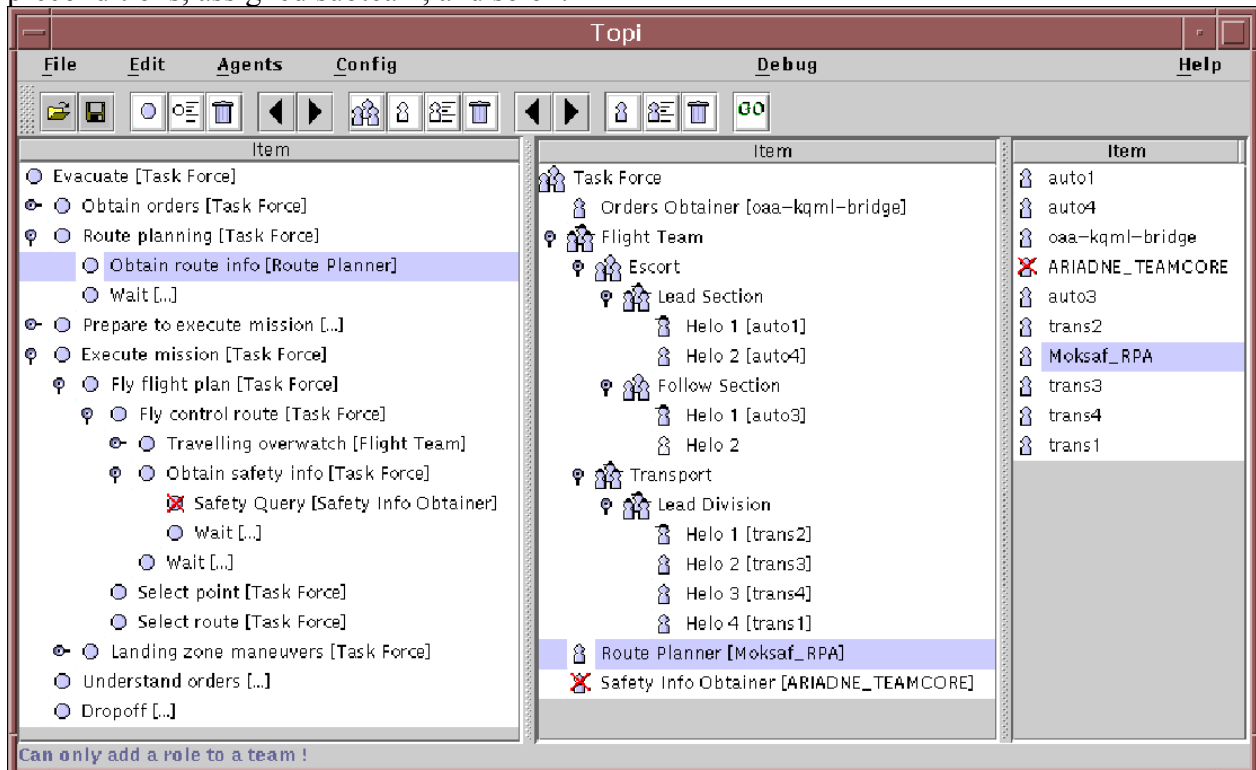 Topi
File Edit Agents Config Debug Help
GO
Item
Evacuate [Task Force]
Obtain orders [Task Force]
Route planning [Task Force]
Obtain route info [Route Planner]
Wait [...]
Prepare to execute mission [...]
Execute mission [Task Force]
Fly flight plan [Task Force]
Fly control route [Task Force]
Travelling overwatch [Flight Team]
Obtain safety info [Task Force]
Safety Query [Safety Info Obtainer]
Wait [...]
Wait [...]
Select point [Task Force]
Select route [Task Force]
Landing zone maneuvers [Task Force]
Understand orders [...]
Dropoff [...]
Item
Task Force
Orders Obtainer [oaa-kqml-bridge]
Flight Team
Escort
Lead Section
Helo 1 [auto1]
Helo 2 [auto4]
Follow Section
Helo 1 [auto3]
Helo 2
Transport
Lead Division
Helo 1 [trans2]
Helo 2 [trans3]
Helo 3 [trans4]
Helo 4 [trans1]
Route Planner [Moksaf_RPA]
Safety Info Obtainer [ARIADNE_TEAMCORE]
Item
auto1
auto4
oaa-kqml-bridge
ARIADNE_TEAMCORE
auto3
trans2
Moksaf_RPA
trans3
trans4
trans1
Can only add a role to a team !